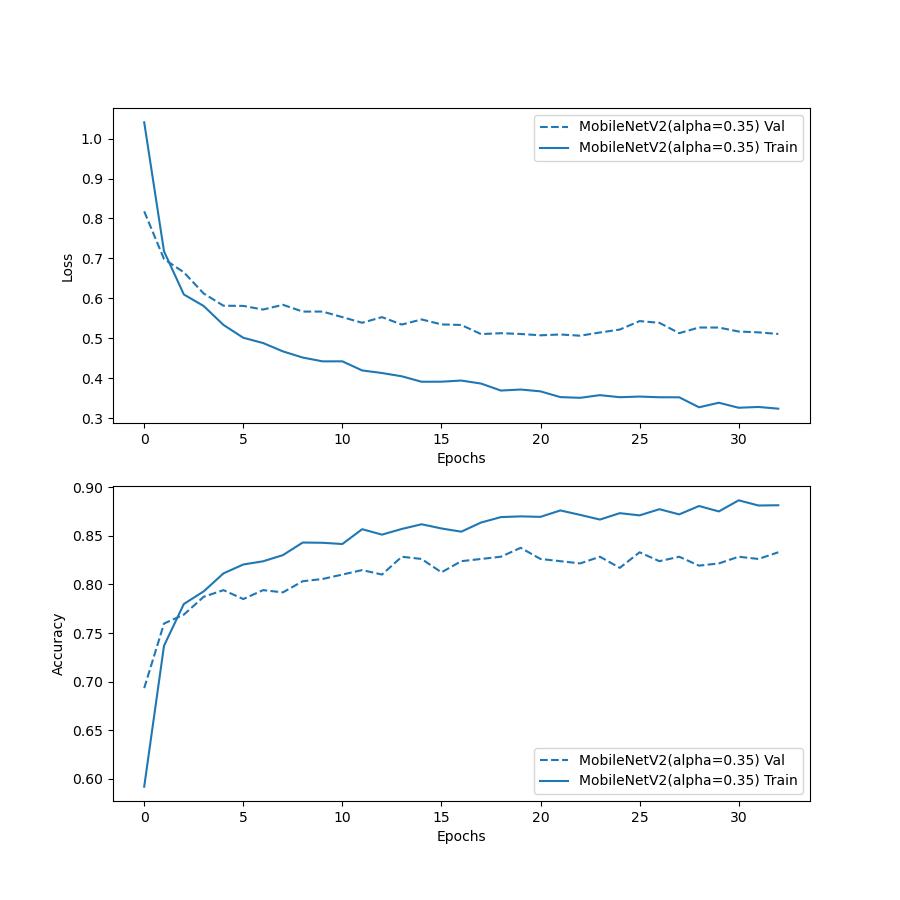 MobileNetV2(alpha=0.35) Val
MobileNetV2(alpha=0.35) Train
1.0
0.9
0.8
0.7
0.6
0.5
0.4
0.3
Loss
0 5 10 15 20 25 30
Epochs
0.90
0.85
0.80
0.75
0.70
0.65
0.60
Accuracy
MobileNetV2(alpha=0.35) Val
MobileNetV2(alpha=0.35) Train
0 5 10 15 20 25 30
Epochs